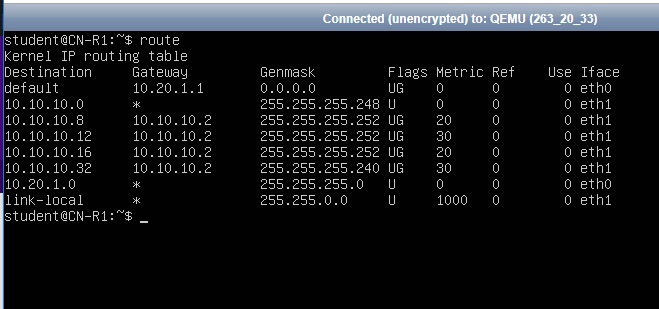 Connected (unencrypted) to: QEMU (263_20_33)
student@CN-R1:~$ route
Kernel IP routing table
Destination Gateway Genmask Flags Metric Ref Use Iface
default 10.20.1.1 0.0.0.0 UG 0 0 0 eth0
10.10.10.0 * 255.255.255.248 U 0 0 0 eth1
10.10.10.8 10.10.10.2 255.255.255.252 UG 20 0 0 eth1
10.10.10.12 10.10.10.2 255.255.255.252 UG 30 0 0 eth1
10.10.10.16 10.10.10.2 255.255.255.252 UG 20 0 0 eth1
10.10.10.32 10.10.10.2 255.255.255.240 UG 30 0 0 eth1
10.20.1.0 * 255.255.255.0 U 0 0 0 eth0
link-local * 255.255.0.0 U 1000 0 0 eth1
student@CN-R1:~$ _